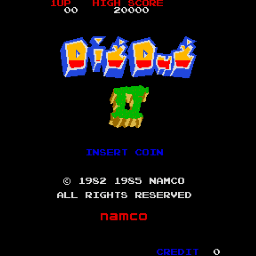 1UP HIGH SCORE
00 20000
DIG DUG
II
INSERT COIN
© 1982 1985 NAMCO
ALL RIGHTS RESERVED
namco
CREDIT 0